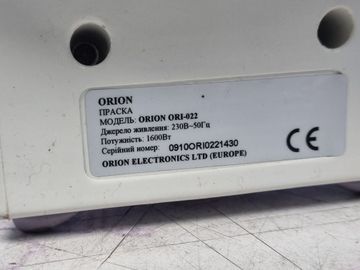 ORION
ПРАСКА
МОДЕЛЬ: ORION ORI-022
Джерело живлення: 230В~50Гц
Потужність: 1600Вт
Серійний номер: 0910ORI0221430
ORION ELECTRONICS LTD (EUROPE)
CE